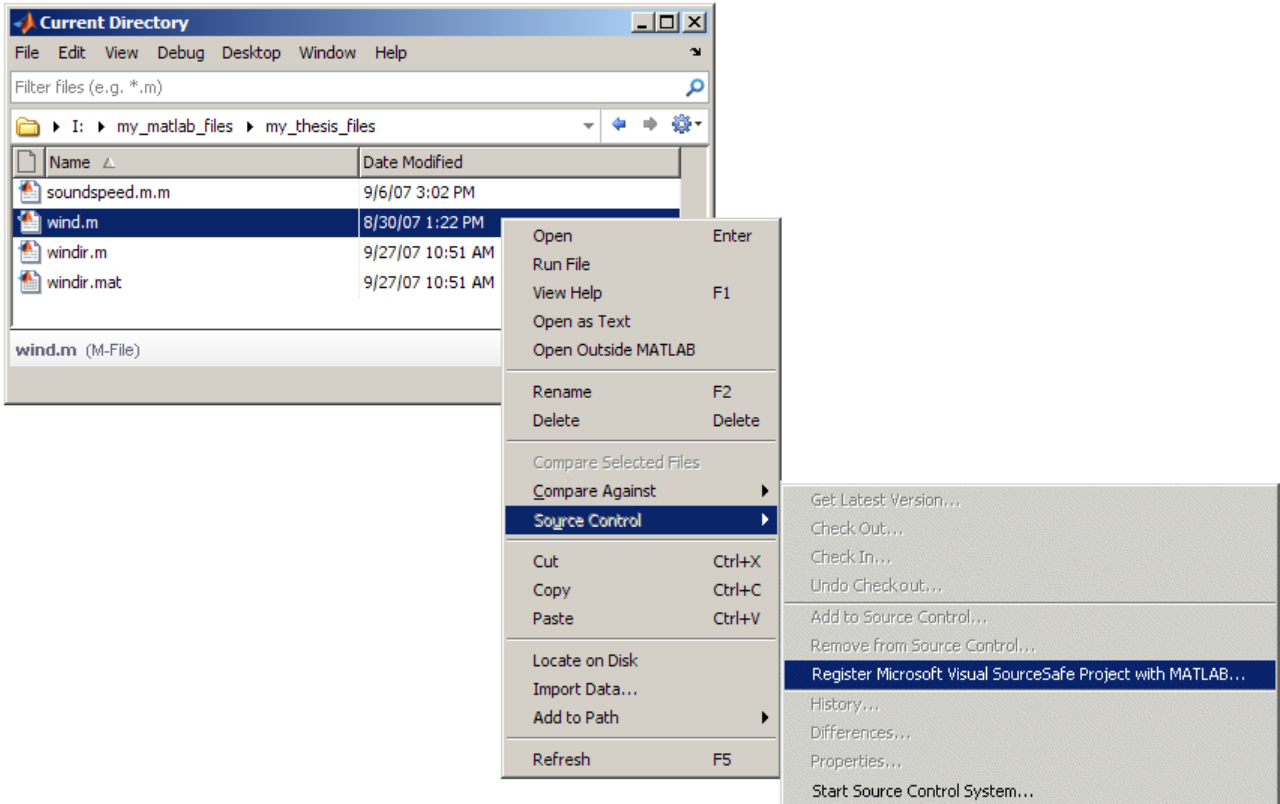 Current Directory
File Edit View Debug Desktop Window Help
Filter files (e.g. *.m)
I: my_matlab_files my_thesis_files
Name Date Modified
soundspeed.m.m 9/6/07 3:02 PM
wind.m 8/30/07 1:22 PM
windir.m 9/27/07 10:51 AM
windir.mat 9/27/07 10:51 AM
wind.m (M-File)
Open Enter
Run File
View Help F1
Open as Text
Open Outside MATLAB
Rename F2
Delete Delete
Compare Selected Files
Compare Against
Source Control
Cut Ctrl+X
Copy Ctrl+C
Paste Ctrl+V
Locate on Disk
Import Data...
Add to Path
Refresh F5
Get Latest Version...
Check Out...
Check In...
Undo Checkout...
Add to Source Control...
Remove from Source Control...
Register Microsoft Visual SourceSafe Project with MATLAB...
History...
Differences...
Properties...
Start Source Control System...